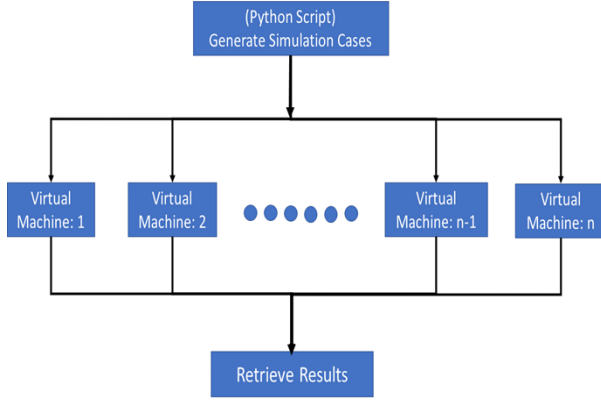 (Python Script)
Generate Simulation Cases
Virtual
Machine: 1
Virtual
Machine: 2
Virtual
Machine: n-1
Virtual
Machine: n
Retrieve Results